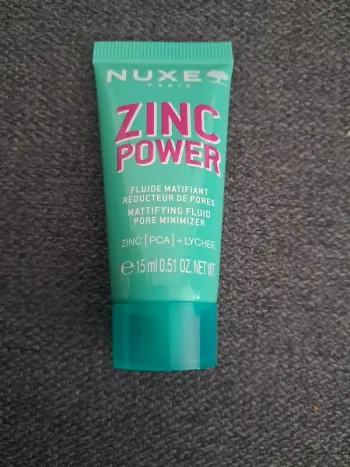 NUXE
PARIS
ZINC
POWER
FLUIDE MATIFIANT
RÉDUCTEUR DE PORES
MATTIFYING FLUID
PORE MINIMIZER
ZINC [PCA] + LYCHEE
℮ 15 ml 0.51 OZ. NET WT